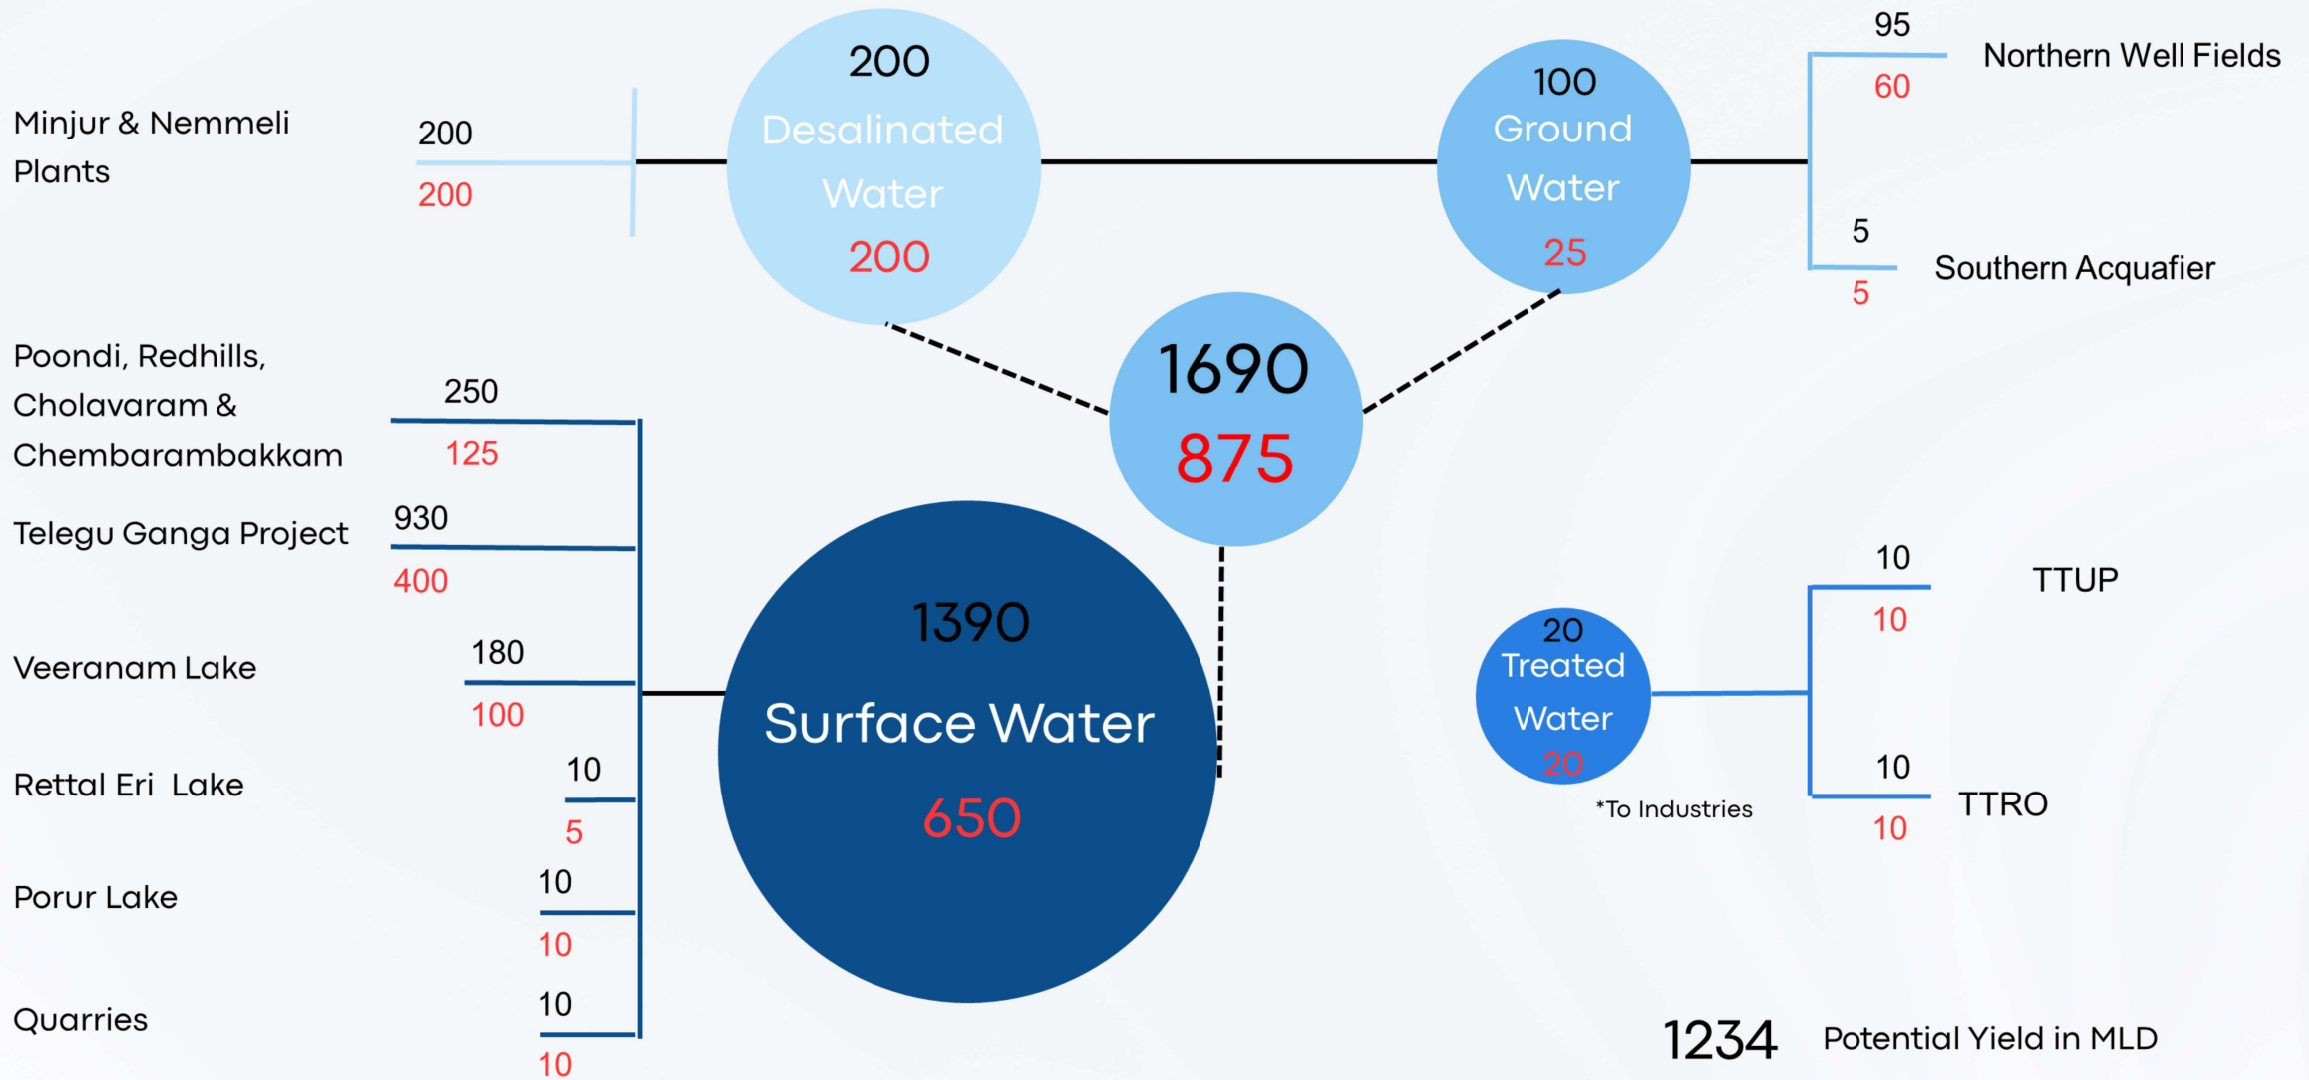 Minjur & Nemmeli
Plants
200
200
200
Desalinated
Water
200
100
Ground
Water
25
95
60
Northern Well Fields
5
5
Southern Acquafier
1690
875
Poondi, Redhills,
Cholavaram &
Chembarambakkam
250
125
Telegu Ganga Project
930
400
Veeranam Lake
180
100
Rettal Eri Lake
10
5
Porur Lake
10
10
Quarries
10
10
1390
Surface Water
650
20
Treated
Water
20
*To Industries
10
10
TTUP
10
10
TTRO
1234 Potential Yield in MLD